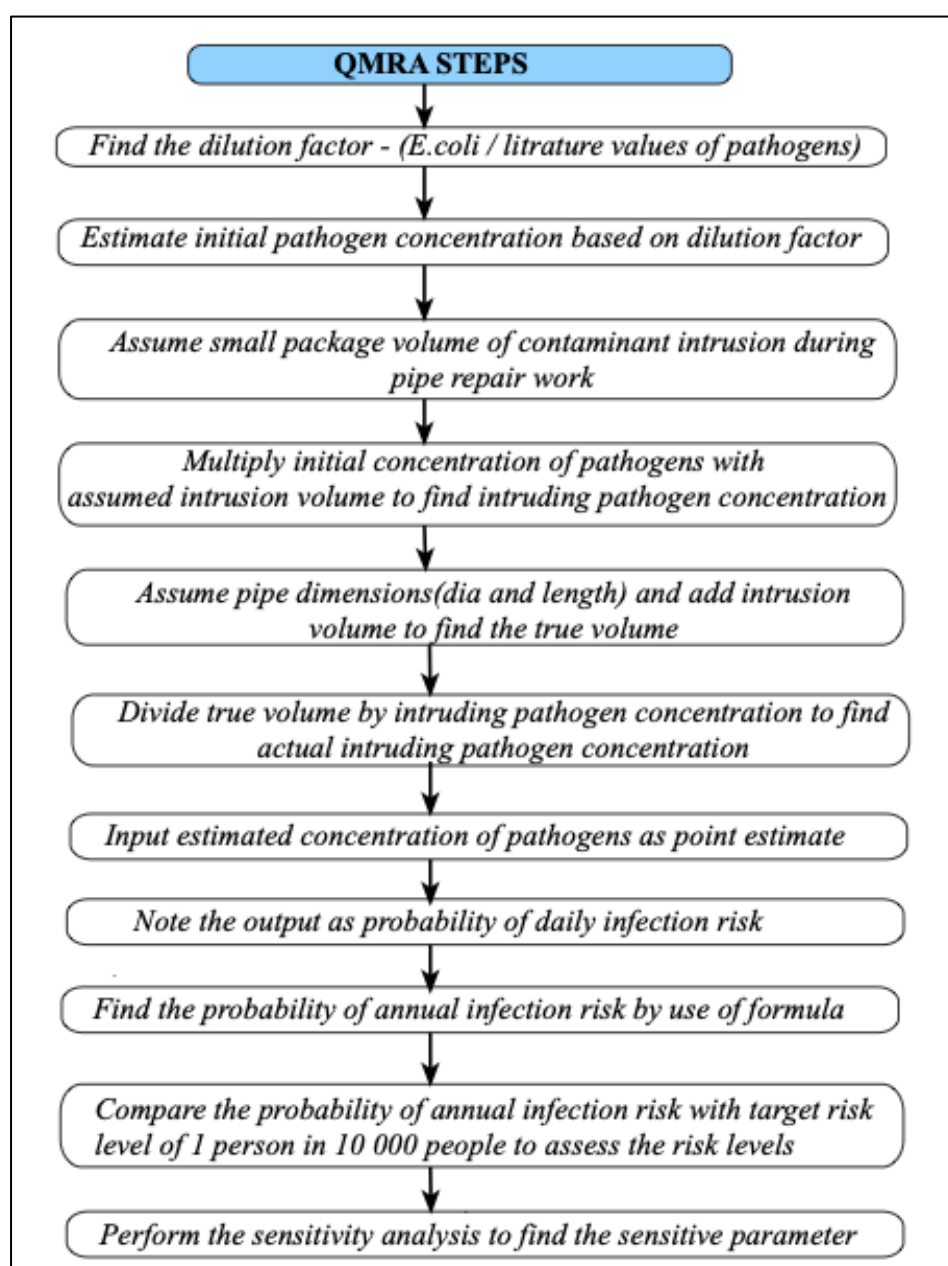 QMRA STEPS
Find the dilution factor - (E.coli / litrature values of pathogens)
Estimate initial pathogen concentration based on dilution factor
Assume small package volume of contaminant intrusion during
pipe repair work
Multiply initial concentration of pathogens with
assumed intrusion volume to find intruding pathogen concentration
Assume pipe dimensions(dia and length) and add intrusion
volume to find the true volume
Divide true volume by intruding pathogen concentration to find
actual intruding pathogen concentration
Input estimated concentration of pathogens as point estimate
Note the output as probability of daily infection risk
Find the probability of annual infection risk by use of formula
Compare the probability of annual infection risk with target risk
level of 1 person in 10 000 people to assess the risk levels
Perform the sensitivity analysis to find the sensitive parameter